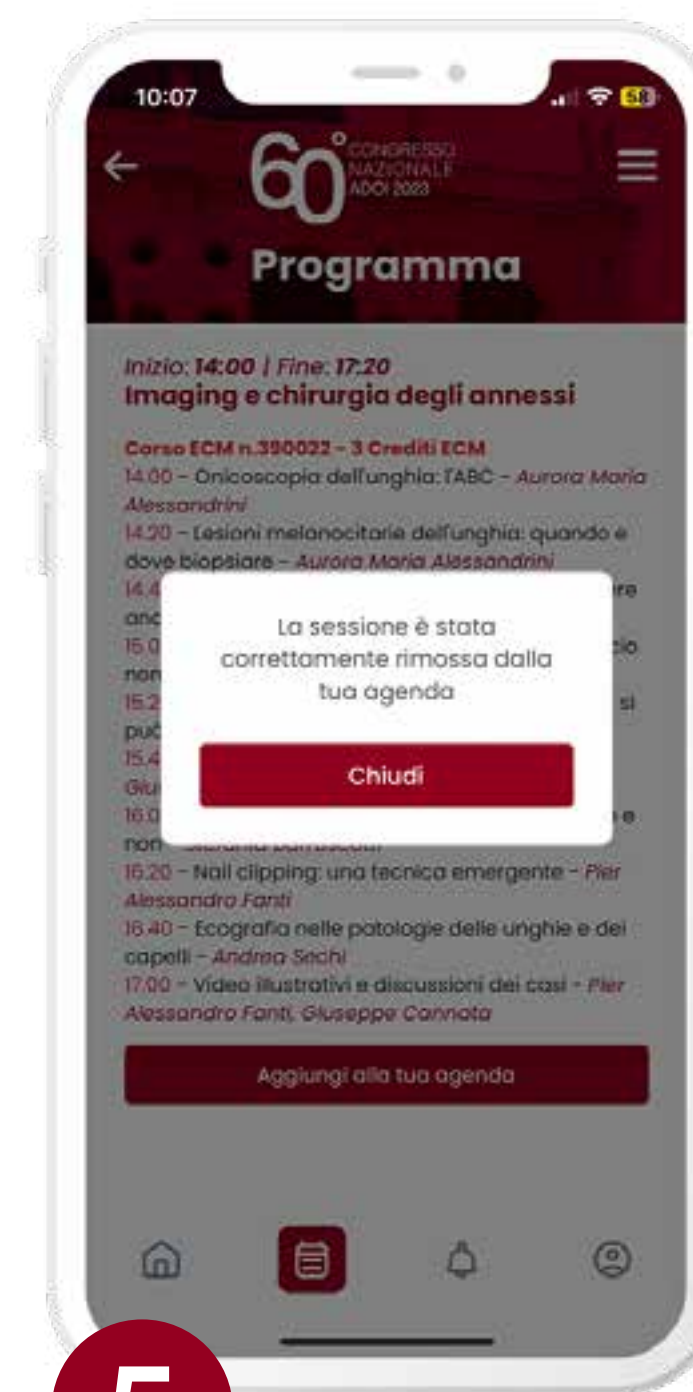 10:07
58
60°
CONGRESSO
NAZIONALE
ADOI 2023
Programma
Inizio: 14:00 | Fine: 17:20
Imaging e chirurgia degli annessi
Corso ECM n.390022 - 3 Crediti ECM
14.00 - Onicoscopia dell'unghia: l'ABC - Aurora Maria
Alessandrini
14.20 - Lesioni melanocitarie dell'unghia: quando e
dove biopsiare - Aurora Maria Alessandrini
La sessione è stata
correttamente rimossa dalla
tua agenda
Chiudi
16.20 - Nail clipping: una tecnica emergente - Pier
Alessandro Fanti
16.40 - Ecografia nelle patologie delle unghie e dei
capelli - Andrea Sechi
17.00 - Video illustrativi e discussioni dei casi - Pier
Alessandro Fanti, Giuseppe Cannata
Aggiungi alla tua agenda